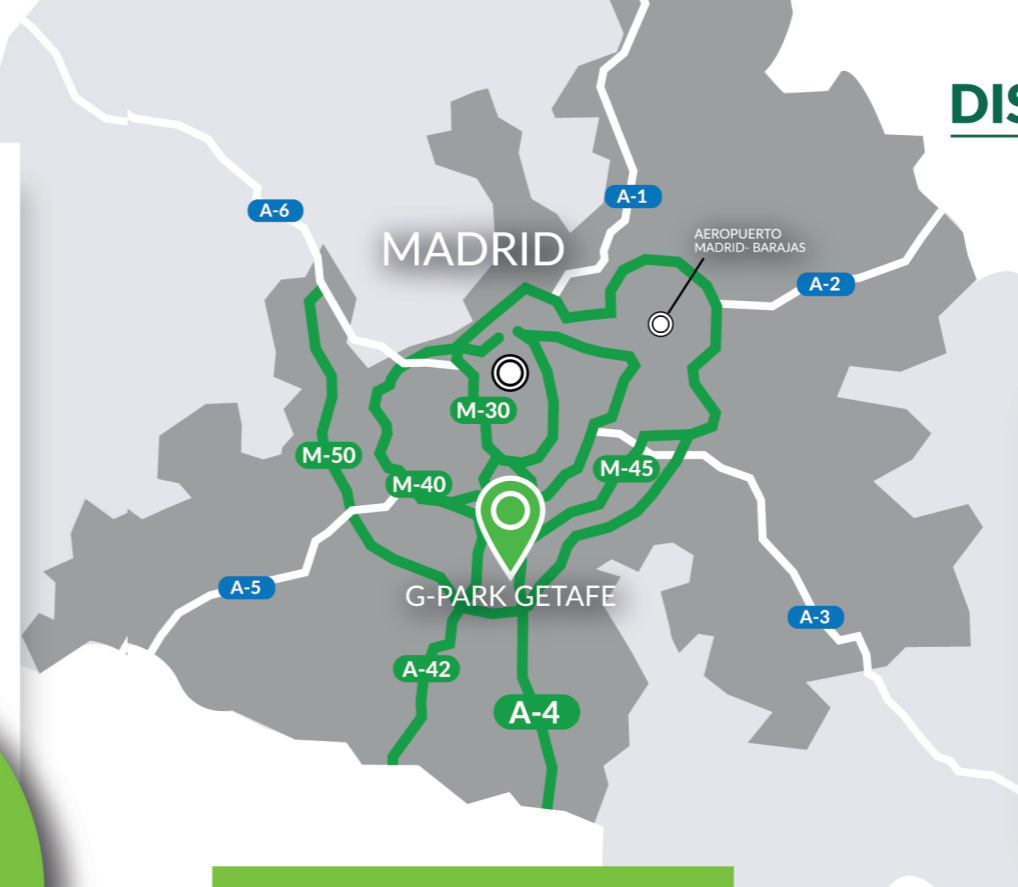 DIS
A-1
A-6
MADRID
AEROPUERTO
MADRID- BARAJAS
A-2
M-30
M-50
M-40
M-45
A-5
G-PARK GETAFE
A-3
A-42
A-4